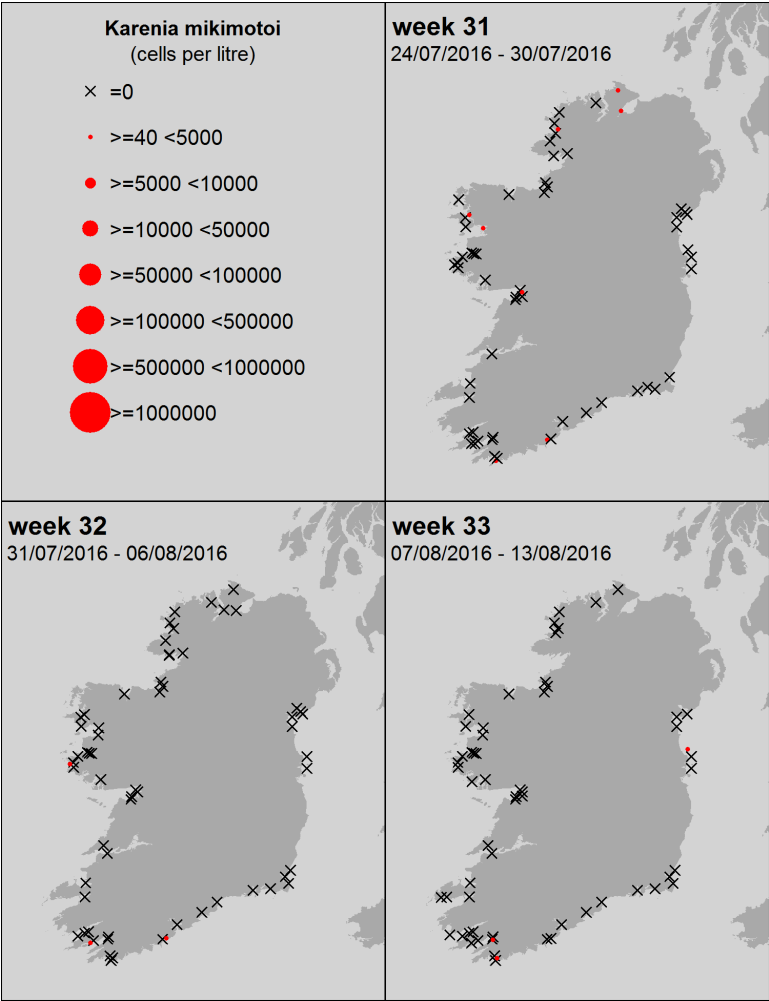 Karenia mikimotoi
(cells per litre)
=0
>=40 <5000
>=5000 <10000
>=10000 <50000
>=50000 <100000
>=100000 <500000
>=500000 <1000000
>=1000000
week 31
24/07/2016 - 30/07/2016
week 32
31/07/2016 - 06/08/2016
week 33
07/08/2016 - 13/08/2016